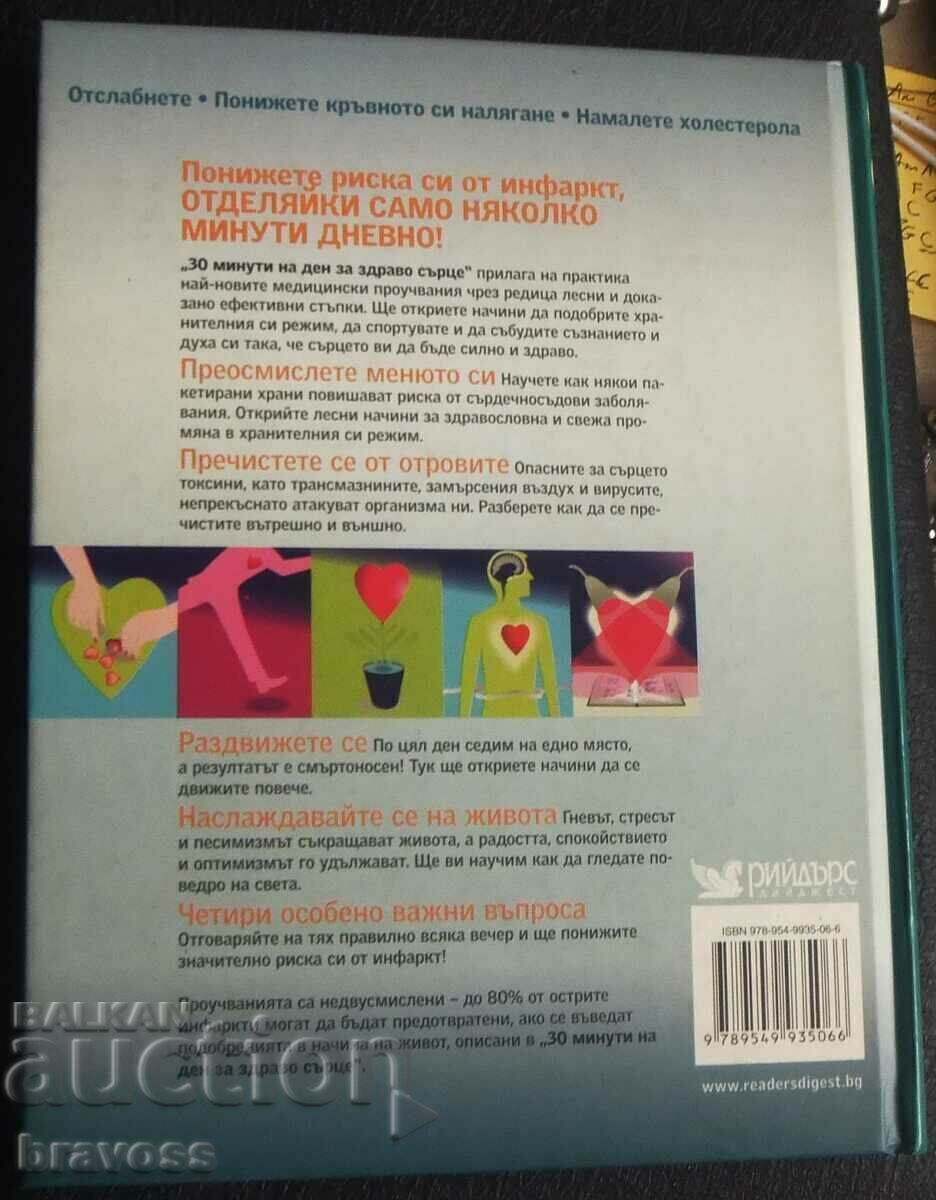 Отслабнете • Понижете кръвното си налягане • Намалете холестерола
Понижете риска си от инфаркт,
ОТДЕЛЯЙКИ САМО НЯКОЛКО
МИНУТИ ДНЕВНО!
„30 минути на ден за здраво сърце" прилага на практика
най-новите медицински проучвания чрез редица лесни и дока-
зано ефективни стъпки. Ще откриете начини да подобрите хра-
нителния си режим, да спортувате и да събудите съзнанието и
духа си така, че сърцето ви да бъде силно и здраво.
Преосмислете менюто си Научете как някои па-
кетирани храни повишават риска от сърдечносъдови заболя-
вания. Открийте лесни начини за здравословна и свежа про-
мяна в хранителния си режим.
Пречистете се от отровите Опасните за сърцето
токсини, като трансмазнините, замърсения въздух и вирусите,
непрекъснато атакуват организма ни. Разберете как да се пре-
чистите вътрешно и външно.
Раздвижете се По цял ден седим на едно място,
а резултатът е смъртоносен! Тук ще откриете начини да се
движите повече.
Наслаждавайте се на живота Гневът, стресът
и песимизмът съкращават живота, а радостта, спокойствието
и оптимизмът го удължават. Ще ви научим как да гледате по-
ведро на света.
Четири особено важни въпроса
Отговаряйте на тях правилно всяка вечер и ще понижите
значително риска си от инфаркт!
Проучванията са недвусмислени – до 80% от острите
инфаркти могат да бъдат предотвратени, ако се въведат
подобренията в начина на живот, описани в „30 минути на
ден за здраво сърце".
РИЙДЪРС
ДАЙДЖЕСТ
ISBN 978-954-9935-06-6
9 789549 935066
www.readersdigest.bg
BALKAN
auction
bravoss